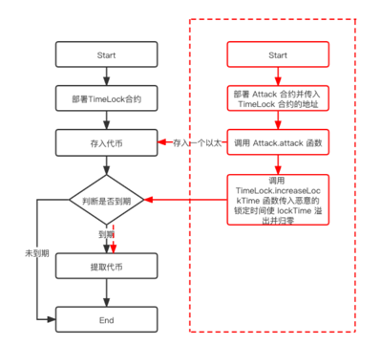 Start
部署TimeLock合约
存入代币
判断是否到期
到期
未到期
提取代币
End
Start
部署 Attack 合约并传入
TimeLock 合约的地址
存入一个以太
调用 Attack.attack 函数
调用
TimeLock.increaseLoc
kTime 函数传入恶意的
锁定时间使 lockTime 溢
出并归零